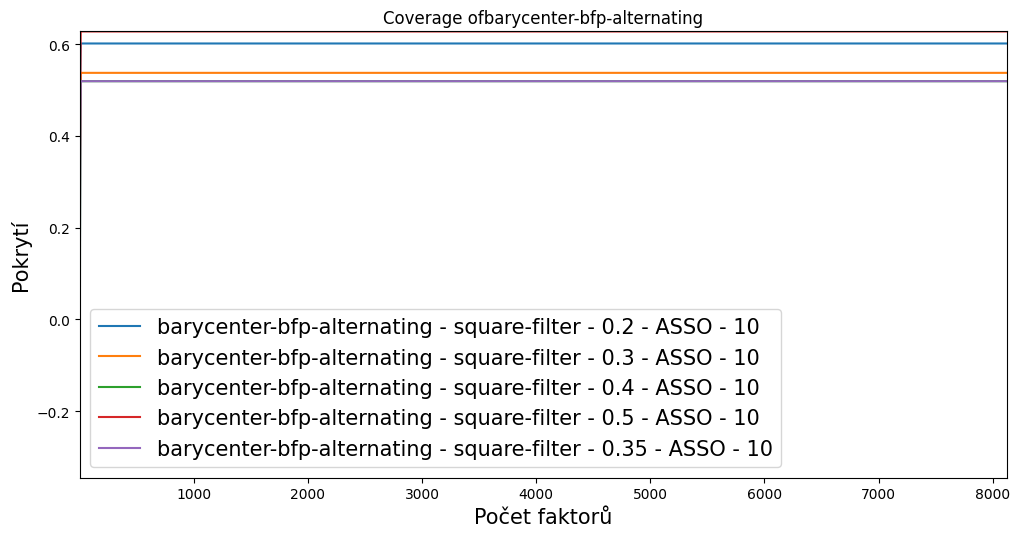 Coverage ofbarycenter-bfp-alternating
0.6
0.4
0.2
0.0
−0.2
Pokrytí
barycenter-bfp-alternating - square-filter - 0.2 - ASSO - 10
barycenter-bfp-alternating - square-filter - 0.3 - ASSO - 10
barycenter-bfp-alternating - square-filter - 0.4 - ASSO - 10
barycenter-bfp-alternating - square-filter - 0.5 - ASSO - 10
barycenter-bfp-alternating - square-filter - 0.35 - ASSO - 10
1000 2000 3000 4000 5000 6000 7000 8000
Počet faktorů